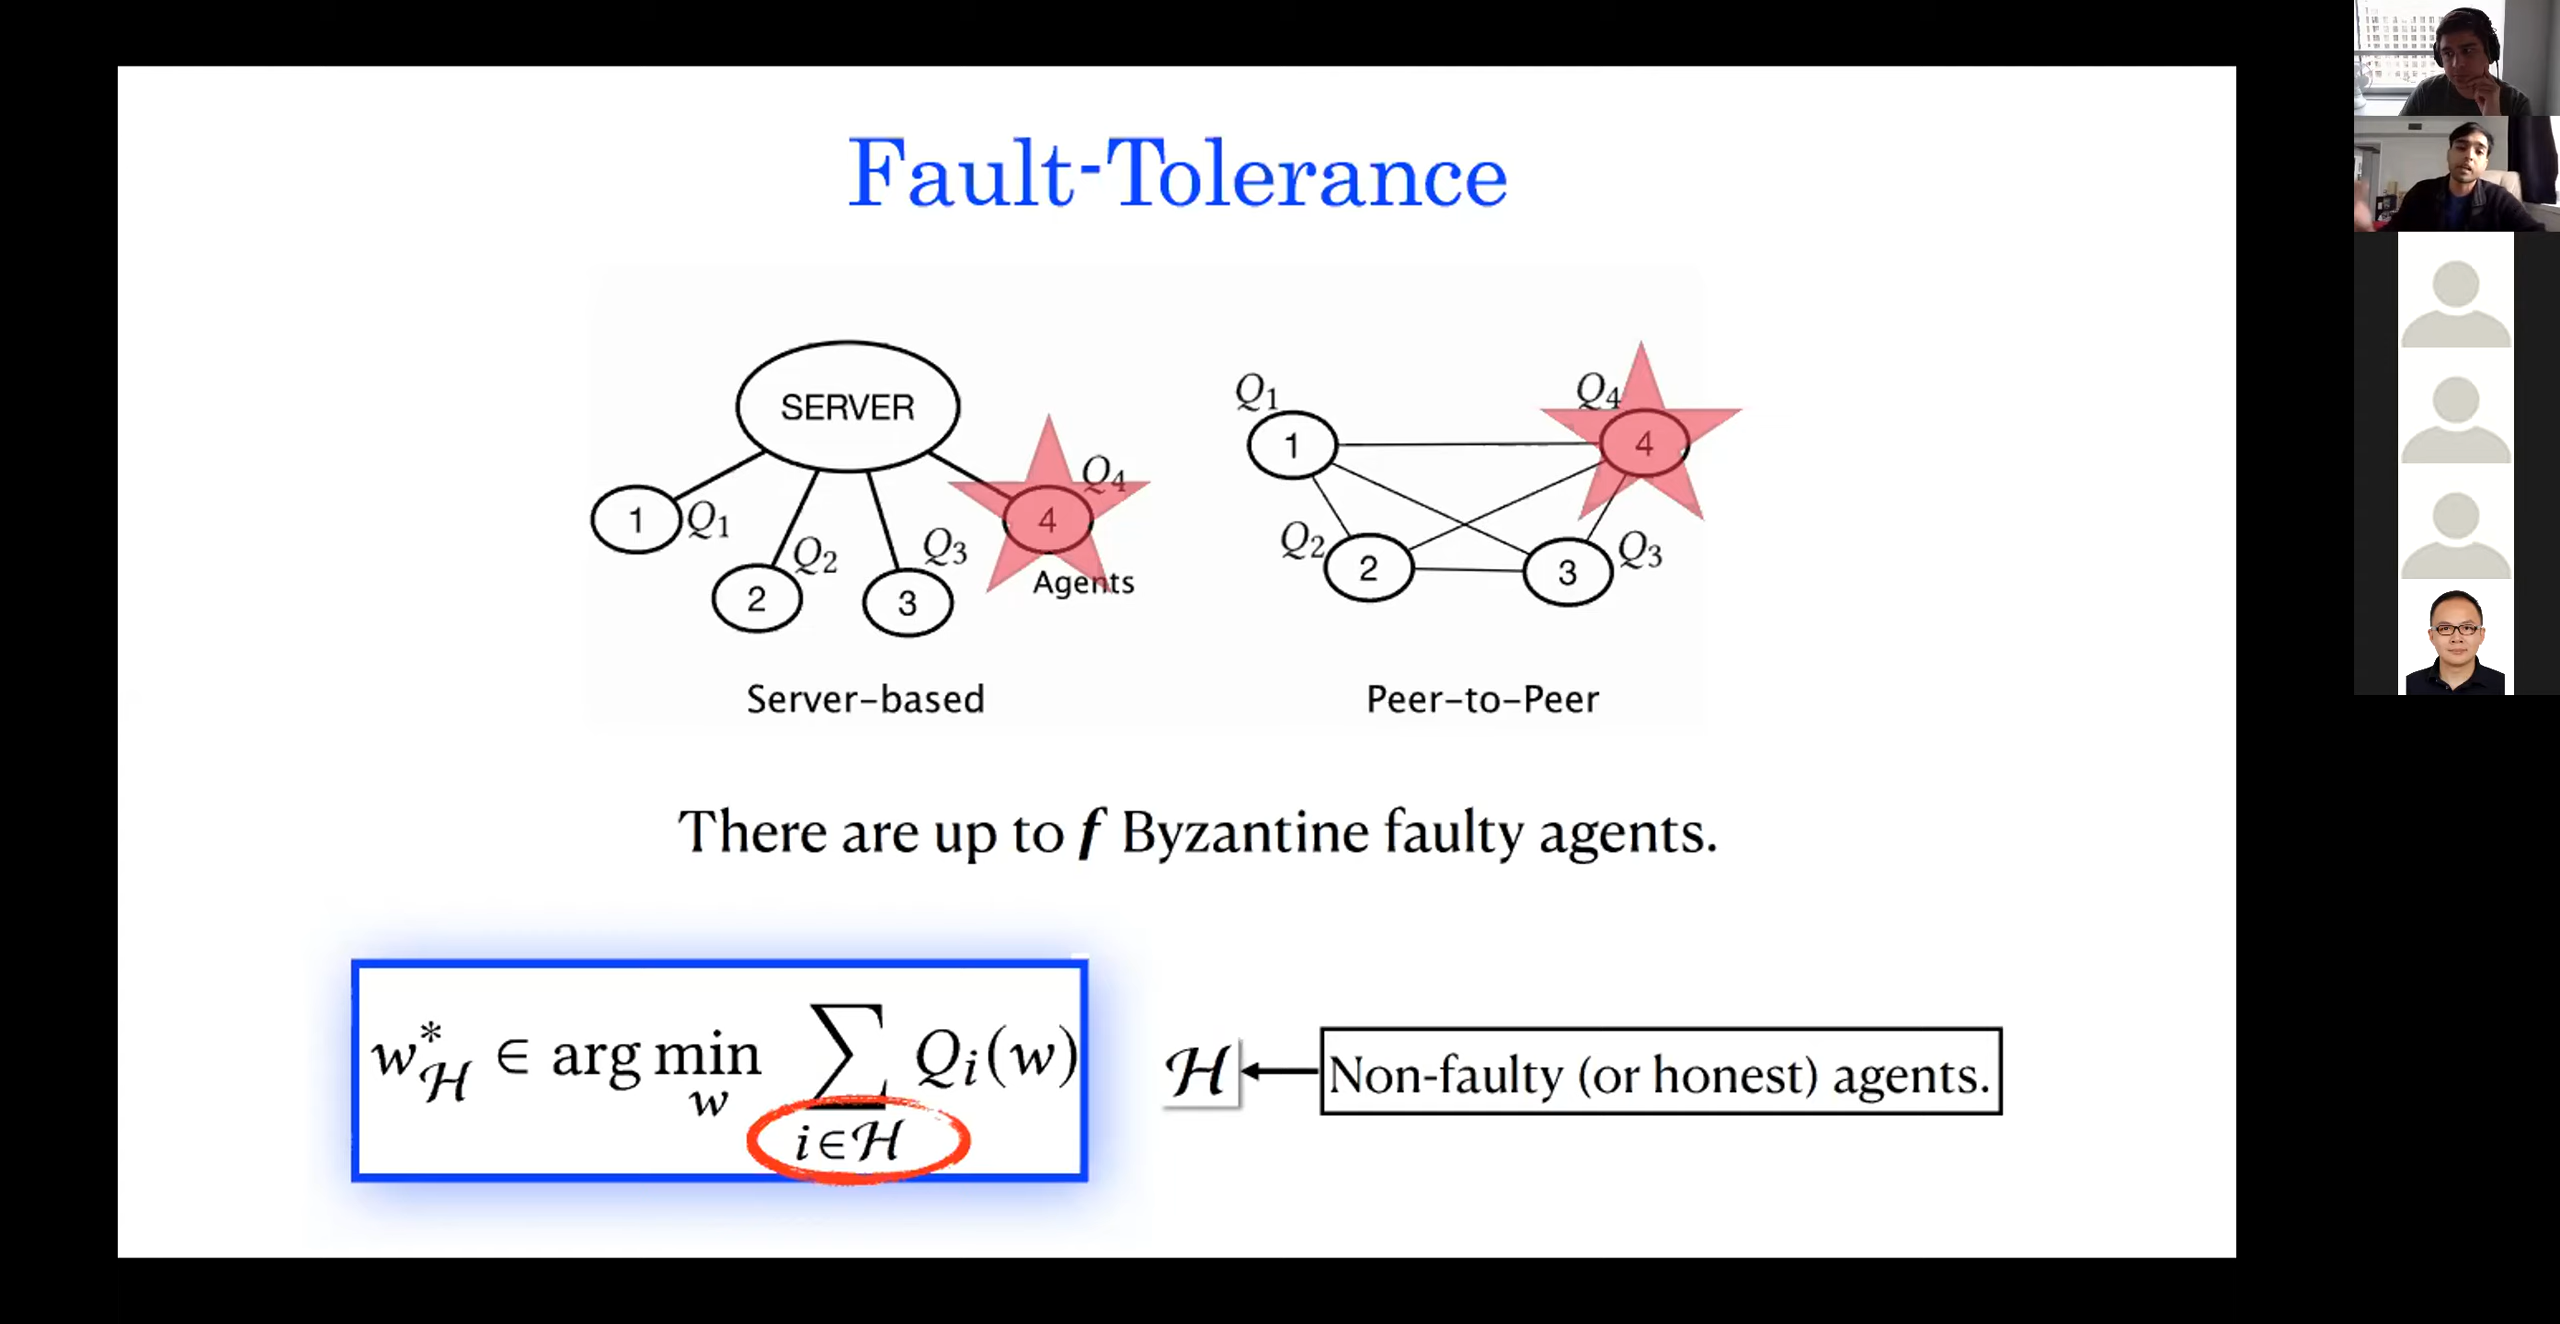 Fault-Tolerance
SERVER
1
Q1
2
Q2
3
Q3
4
Q4
Agents
Server-based
Q1
1
Q4
4
Q2
2
3
Q3
Peer-to-Peer
There are up to f Byzantine faulty agents.
w*ℋ ∈ arg min_w ∑_{i∈ℋ} Qi(w)
ℋ
Non-faulty (or honest) agents.